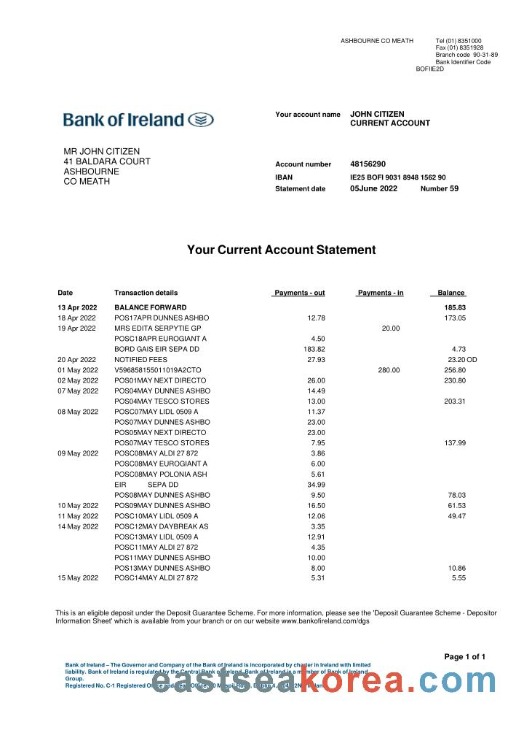 ASHBOURNE CO MEATH Tel (01) 8351000
Fax (01) 8351928
Branch code 90-31-89
Bank Identifier Code
BOFIIE2D
Bank of Ireland
Your account name JOHN CITIZEN
CURRENT ACCOUNT
MR JOHN CITIZEN
41 BALDARA COURT
ASHBOURNE
CO MEATH
Account number 48156290
IBAN IE25 BOFI 9031 8948 1562 90
Statement date 05June 2022 Number 59
Your Current Account Statement
Date Transaction details Payments - out Payments - in Balance
13 Apr 2022 BALANCE FORWARD 185.83
18 Apr 2022 POS17APR DUNNES ASHBO 12.78 173.05
19 Apr 2022 MRS EDITA SERPYTIE GP 20.00
POSC18APR EUROGIANT A 4.50
BORD GAIS EIR SEPA DD 183.82 4.73
20 Apr 2022 NOTIFIED FEES 27.93 23.20 OD
01 May 2022 V596858155011019A2CTO 280.00 256.80
02 May 2022 POS01MAY NEXT DIRECTO 26.00 230.80
07 May 2022 POS04MAY DUNNES ASHBO 14.49
POS04MAY TESCO STORES 13.00 203.31
08 May 2022 POSC07MAY LIDL 0509 A 11.37
POS07MAY DUNNES ASHBO 23.00
POS05MAY NEXT DIRECTO 23.00
POS07MAY TESCO STORES 7.95 137.99
09 May 2022 POSC08MAY ALDI 27 872 3.86
POSC08MAY EUROGIANT A 6.00
POSC08MAY POLONIA ASH 5.61
EIR SEPA DD 34.99
POS08MAY DUNNES ASHBO 9.50 78.03
10 May 2022 POS09MAY DUNNES ASHBO 16.50 61.53
11 May 2022 POSC10MAY LIDL 0509 A 12.06 49.47
14 May 2022 POSC12MAY DAYBREAK AS 3.35
POSC13MAY LIDL 0509 A 12.91
POSC11MAY ALDI 27 872 4.35
POS11MAY DUNNES ASHBO 10.00
POS13MAY DUNNES ASHBO 8.00 10.86
15 May 2022 POSC14MAY ALDI 27 872 5.31 5.55
This is an eligible deposit under the Deposit Guarantee Scheme. For more information, please see the 'Deposit Guarantee Scheme - Depositor
Information Sheet' which is available from your branch or on our website www.bankofireland.com/dgs
Page 1 of 1
Bank of Ireland – The Governor and Company of the Bank of Ireland is incorporated by charter in Ireland with limited
liability. Bank of Ireland is regulated by the Central Bank of Ireland. Bank of Ireland is a member of Bank of Ireland
Group.
Registered No. C-1 Registered
eastseakorea.com